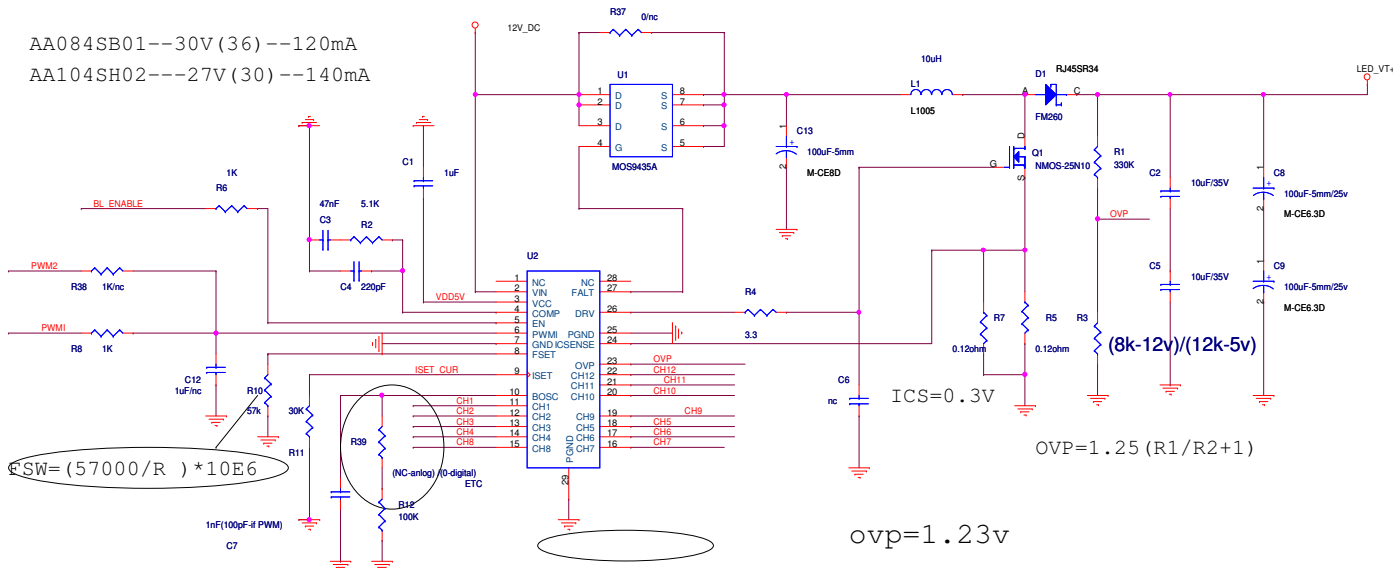 AA084SB01--30V(36)--120mA
AA104SH02---27V(30)--140mA
R37
0/nc
12V_DC
U1
1 D S 8
2 D S 7
3 D S 6
4 G S 5
MOS9435A
10uH
L1
L1005
D1
RJ45SR34
A
C
FM260
LED_VT+
1
C13
100uF-5mm
2
M-CE8D
D
G
S
Q1
NMOS-25N10
R1
330K
C2
10uF/35V
1
C8
100uF-5mm/25v
2
M-CE6.3D
OVP
C5
10uF/35V
1
C9
100uF-5mm/25v
2
M-CE6.3D
C1
1uF
1K
R6
BL_ENABLE
47nF
C3
5.1K
R2
C4
220pF
PWM2
R38
1K/nc
PWMI
R8
1K
C12
1uF/nc
VDD5V
U2
1 NC NC 28
2 VIN FALT 27
3 VCC
4 COMP DRV 26
5 EN
6 PWMI PGND 25
7 GND ICSENSE 24
8 FSET
OVP 23
9 ISET CH12 22
CH11 21
10 BOSC CH10 20
11 CH1
12 CH2 CH9 19
13 CH3 CH5 18
14 CH4 CH6 17
15 CH8 CH7 16
PGND
29
ISET_CUR
CH1
CH2
CH3
CH4
CH8
OVP
CH12
CH11
CH10
CH9
CH5
CH6
CH7
R4
3.3
C6
nc
R7
0.12ohm
R5
0.12ohm
R3
(8k-12v)/(12k-5v)
ICS=0.3V
OVP=1.25(R1/R2+1)
ovp=1.23v
R10
57k
30K
R11
FSW=(57000/R )*10E6
R39
(NC-anlog) /(0-digital)
ETC
R12
100K
1nF(100pF-if PWM)
C7